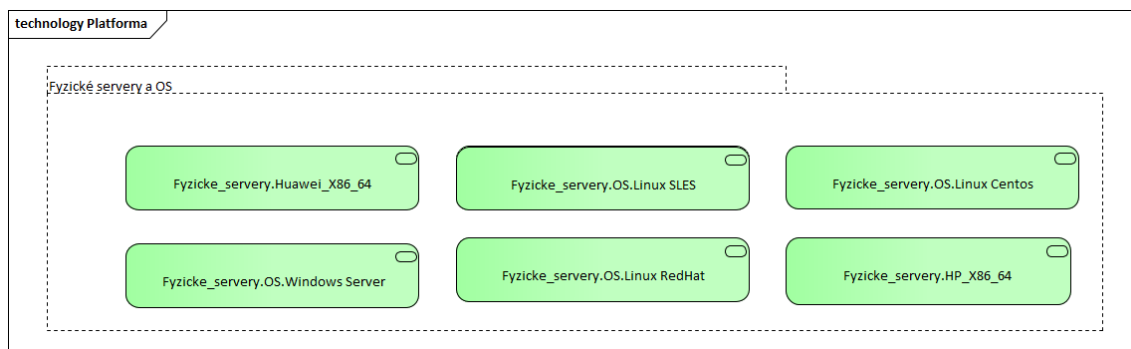 technology Platforma
Fyzické servery a OS
Fyzicke_servery.Huawei_X86_64
Fyzicke_servery.OS.Linux SLES
Fyzicke_servery.OS.Linux Centos
Fyzicke_servery.OS.Windows Server
Fyzicke_servery.OS.Linux RedHat
Fyzicke_servery.HP_X86_64